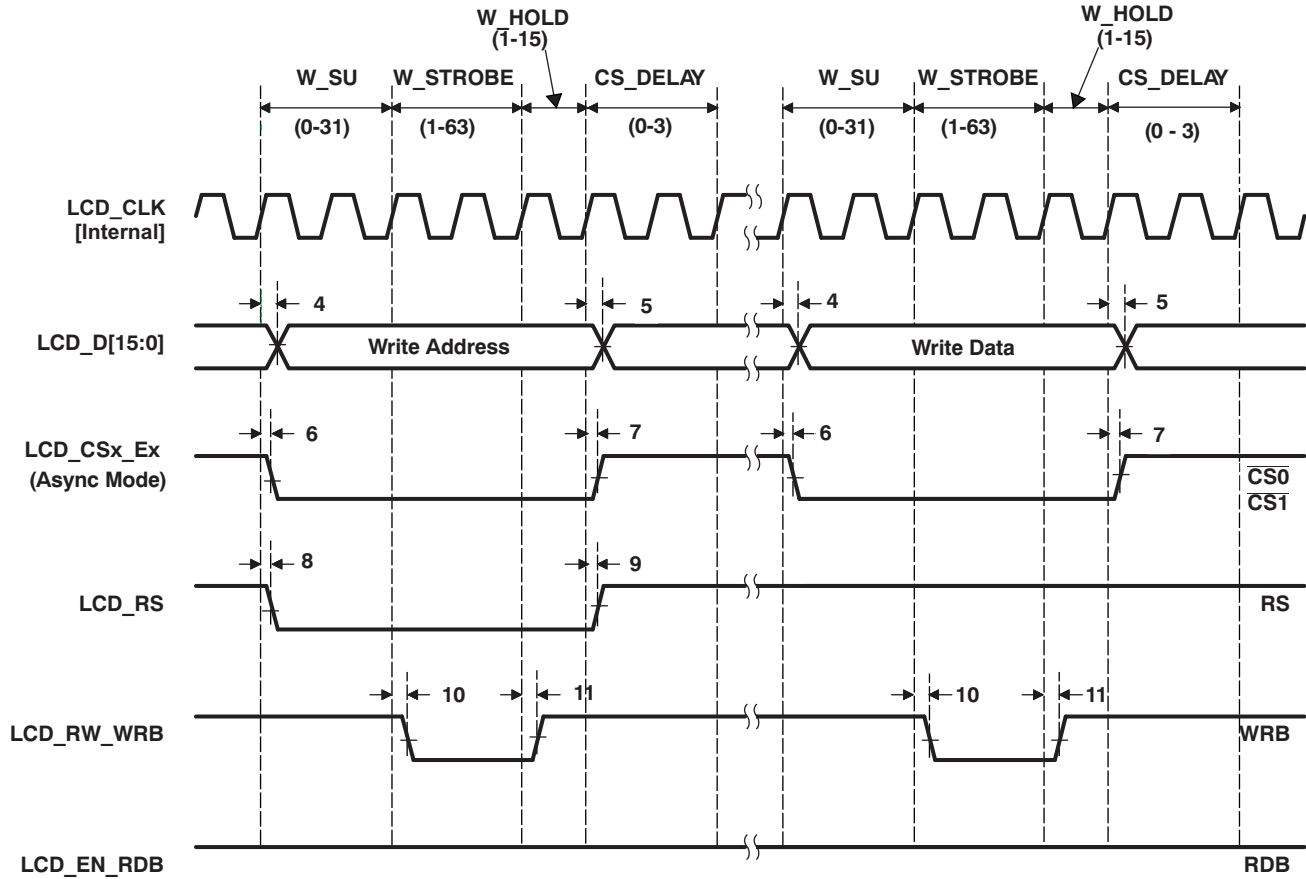 W_HOLD
(1-15)
W_HOLD
(1-15)
W_SU
W_STROBE
CS_DELAY
W_SU
W_STROBE
CS_DELAY
(0-31)
(1-63)
(0-3)
(0-31)
(1-63)
(0 - 3)
LCD_CLK
[Internal]
4
5
4
5
LCD_D[15:0]
Write Address
Write Data
6
7
6
7
LCD_CSx_Ex
(Async Mode)
CS0
CS1
8
9
LCD_RS
RS
10
11
10
11
LCD_RW_WRB
WRB
LCD_EN_RDB
RDB